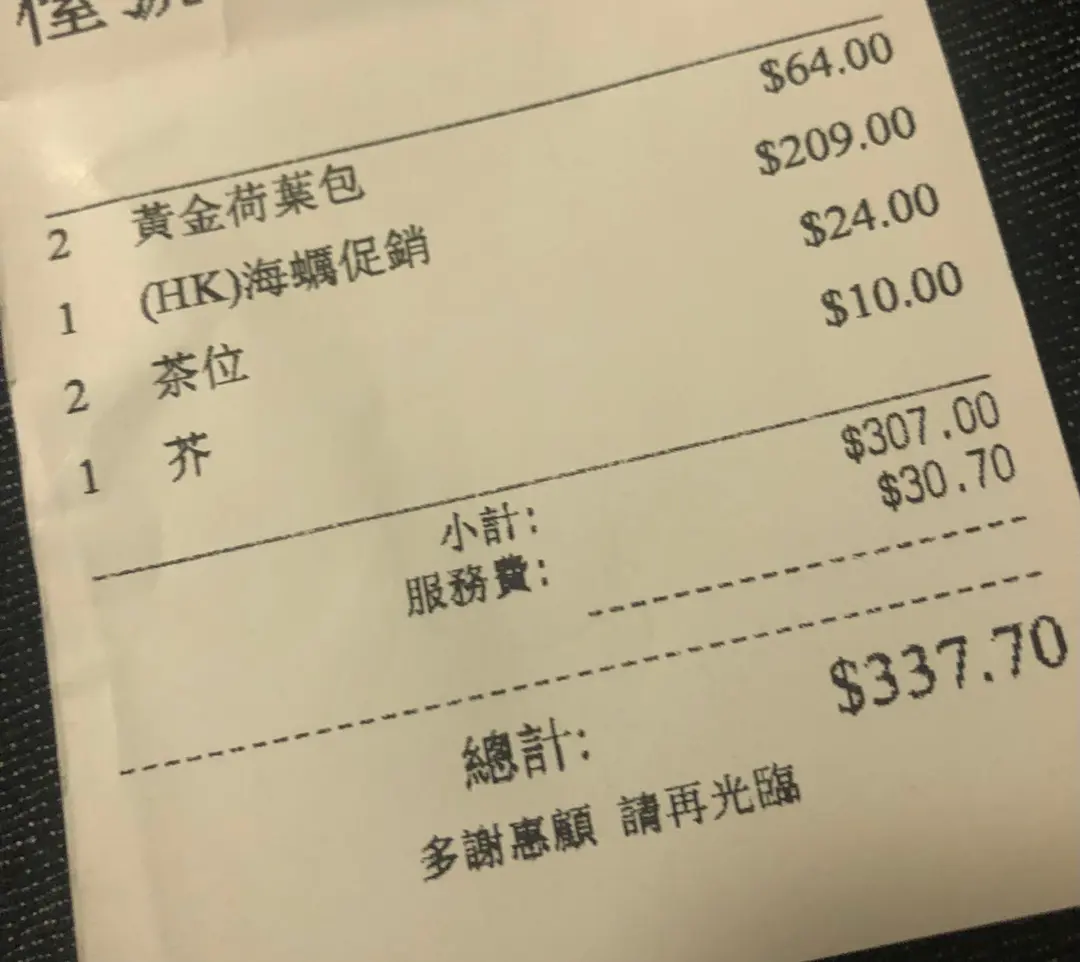 2 黃金荷葉包 $64.00
1 (HK)海蠣促銷 $209.00
2 茶位 $24.00
1 芥 $10.00
小計: $307.00
服務費: $30.70
總計: $337.70
多謝惠顧 請再光臨